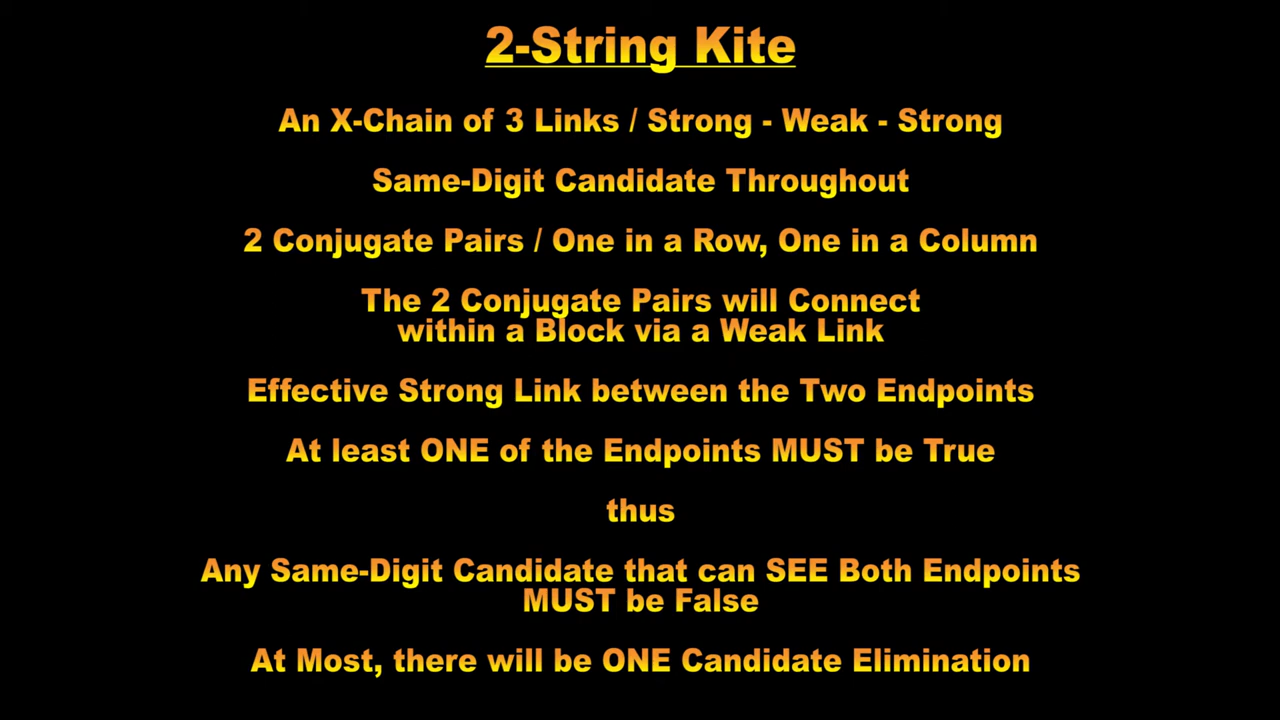 2-String Kite
An X-Chain of 3 Links / Strong - Weak - Strong
Same-Digit Candidate Throughout
2 Conjugate Pairs / One in a Row, One in a Column
The 2 Conjugate Pairs will Connect
within a Block via a Weak Link
Effective Strong Link between the Two Endpoints
At least ONE of the Endpoints MUST be True
thus
Any Same-Digit Candidate that can SEE Both Endpoints
MUST be False
At Most, there will be ONE Candidate Elimination